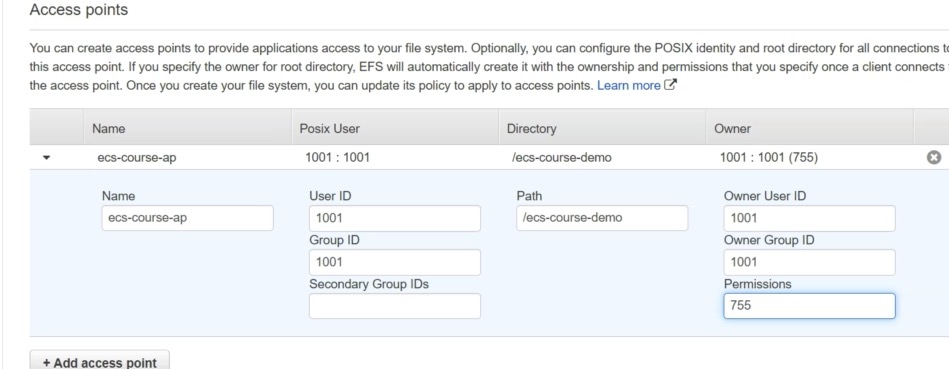 Access points
You can create access points to provide applications access to your file system. Optionally, you can configure the POSIX identity and root directory for all connections to
this access point. If you specify the owner for root directory, EFS will automatically create it with the ownership and permissions that you specify once a client connects
the access point. Once you create your file system, you can update its policy to apply to access points. Learn more
Name Posix User Directory Owner
ecs-course-ap 1001 : 1001 /ecs-course-demo 1001 : 1001 (755)
Name User ID Path Owner User ID
ecs-course-ap 1001 /ecs-course-demo 1001
Group ID Owner Group ID
1001 1001
Secondary Group IDs Permissions
755
+ Add access point